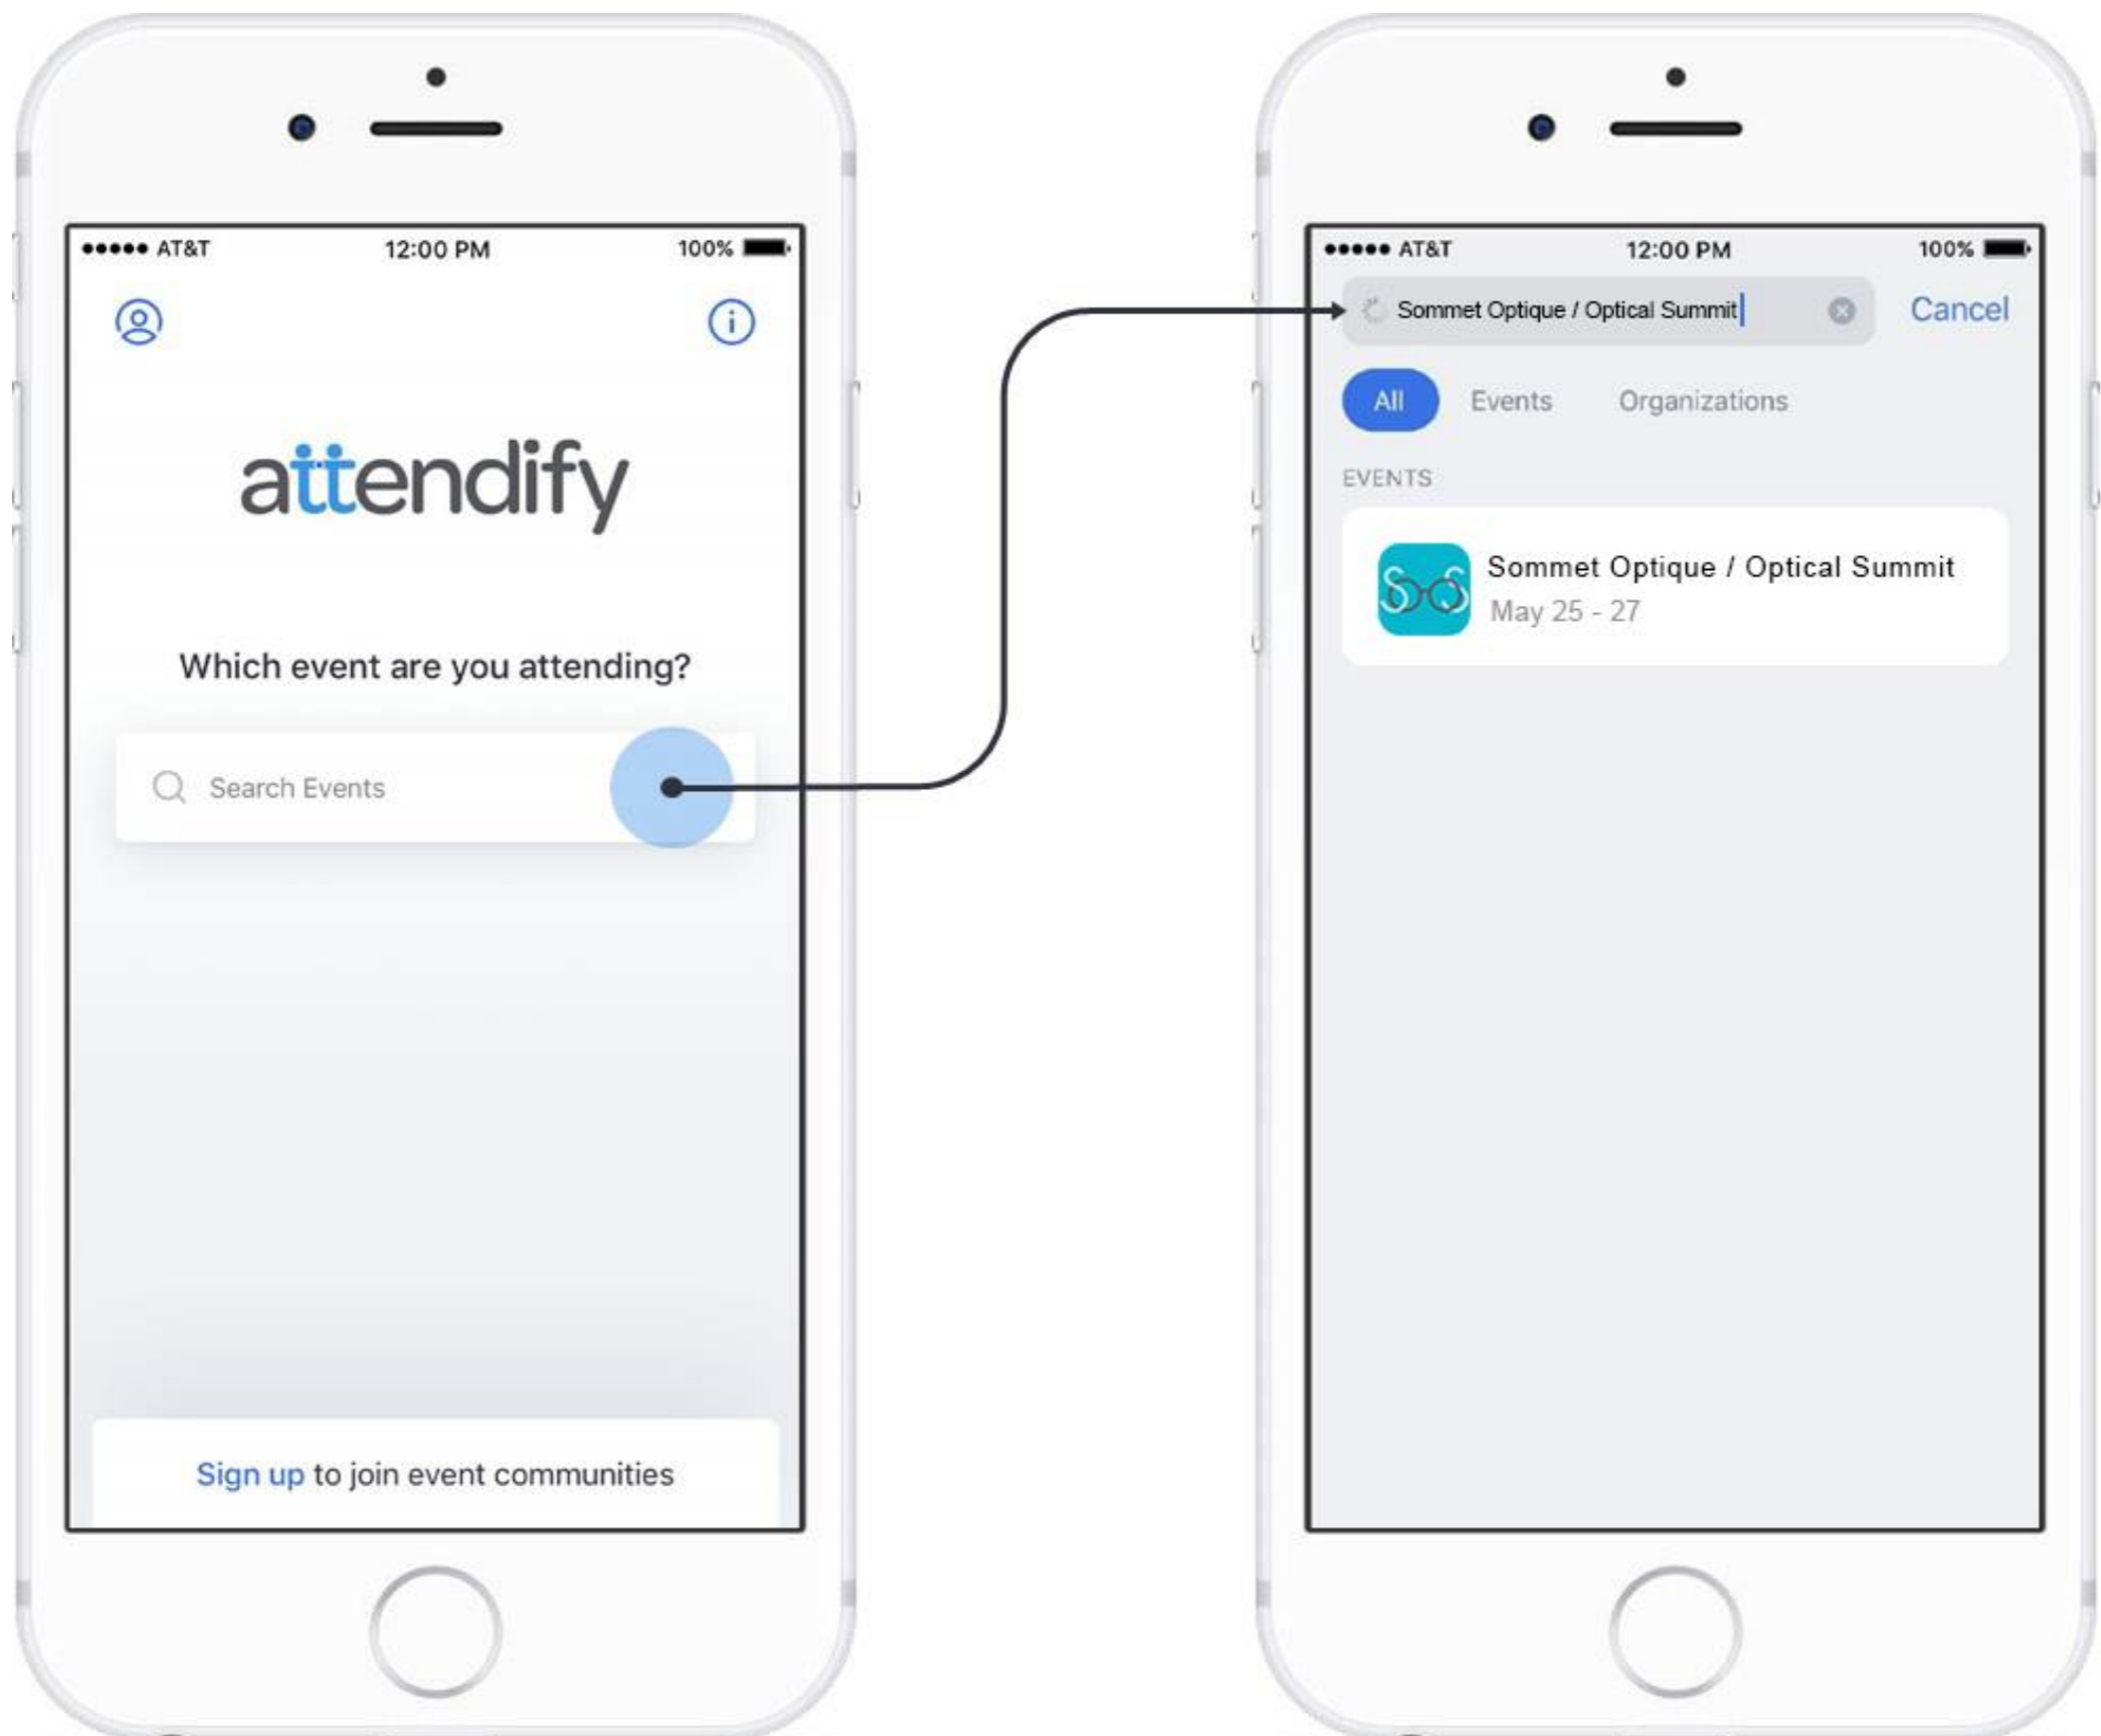 ●●●●● AT&T 12:00 PM 100%
attendify
Which event are you attending?
Search Events
Sign up to join event communities
●●●●● AT&T 12:00 PM 100%
Sommet Optique / Optical Summit Cancel
All Events Organizations
EVENTS
SS
Sommet Optique / Optical Summit
May 25 - 27